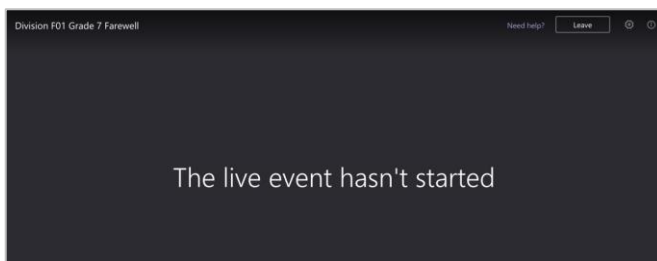 Division F01 Grade 7 Farewell
Need help? Leave
The live event hasn't started